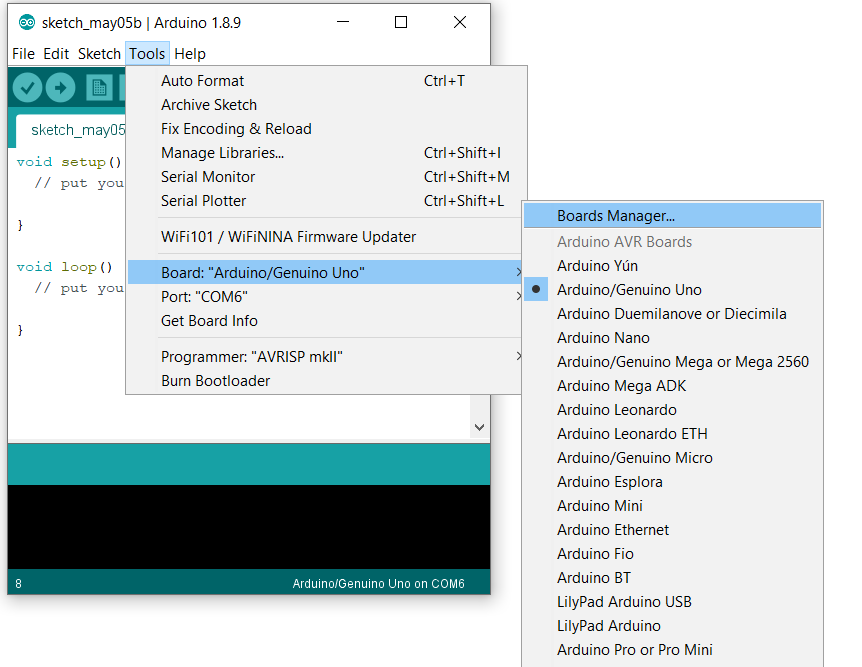 sketch_may05b | Arduino 1.8.9
File Edit Sketch Tools Help
sketch_may05
void setup()
// put you
}
void loop()
// put you
}
Auto Format Ctrl+T
Archive Sketch
Fix Encoding & Reload
Manage Libraries... Ctrl+Shift+I
Serial Monitor Ctrl+Shift+M
Serial Plotter Ctrl+Shift+L
WiFi101 / WiFiNINA Firmware Updater
Board: "Arduino/Genuino Uno"
Port: "COM6"
Get Board Info
Programmer: "AVRISP mkII"
Burn Bootloader
Boards Manager...
Arduino AVR Boards
Arduino Yún
Arduino/Genuino Uno
Arduino Duemilanove or Diecimila
Arduino Nano
Arduino/Genuino Mega or Mega 2560
Arduino Mega ADK
Arduino Leonardo
Arduino Leonardo ETH
Arduino/Genuino Micro
Arduino Esplora
Arduino Mini
Arduino Ethernet
Arduino Fio
Arduino BT
LilyPad Arduino USB
LilyPad Arduino
Arduino Pro or Pro Mini
8 Arduino/Genuino Uno on COM6